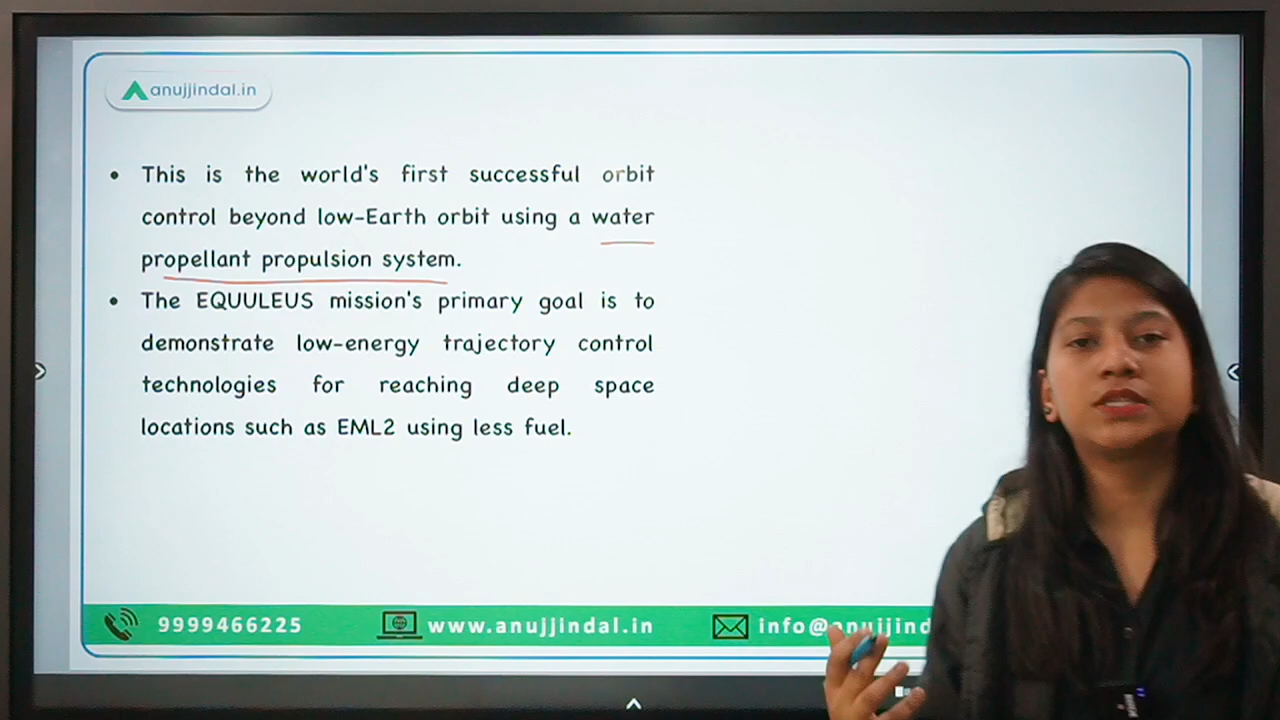 anujjindal.in
This is the world's first successful orbit
control beyond low-Earth orbit using a water
propellant propulsion system.
The EQUULEUS mission's primary goal is to
demonstrate low-energy trajectory control
technologies for reaching deep space
locations such as EML2 using less fuel.
9999466225
www.anujjindal.in
info@anujjind